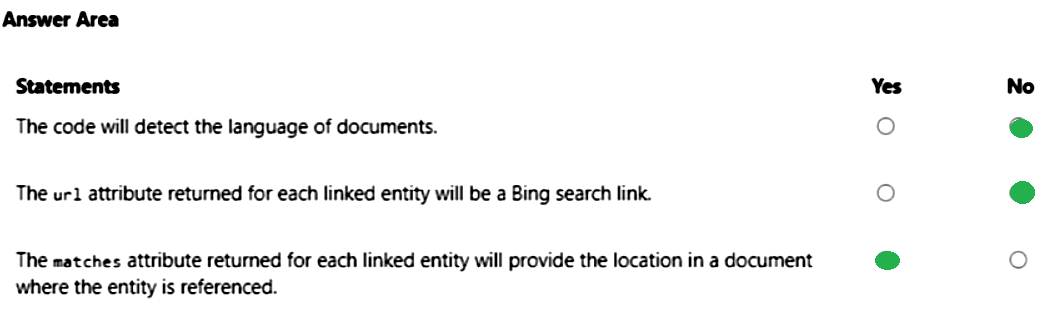 Answer Area
Statements Yes No
The code will detect the language of documents.
The url attribute returned for each linked entity will be a Bing search link.
The matches attribute returned for each linked entity will provide the location in a document
where the entity is referenced.